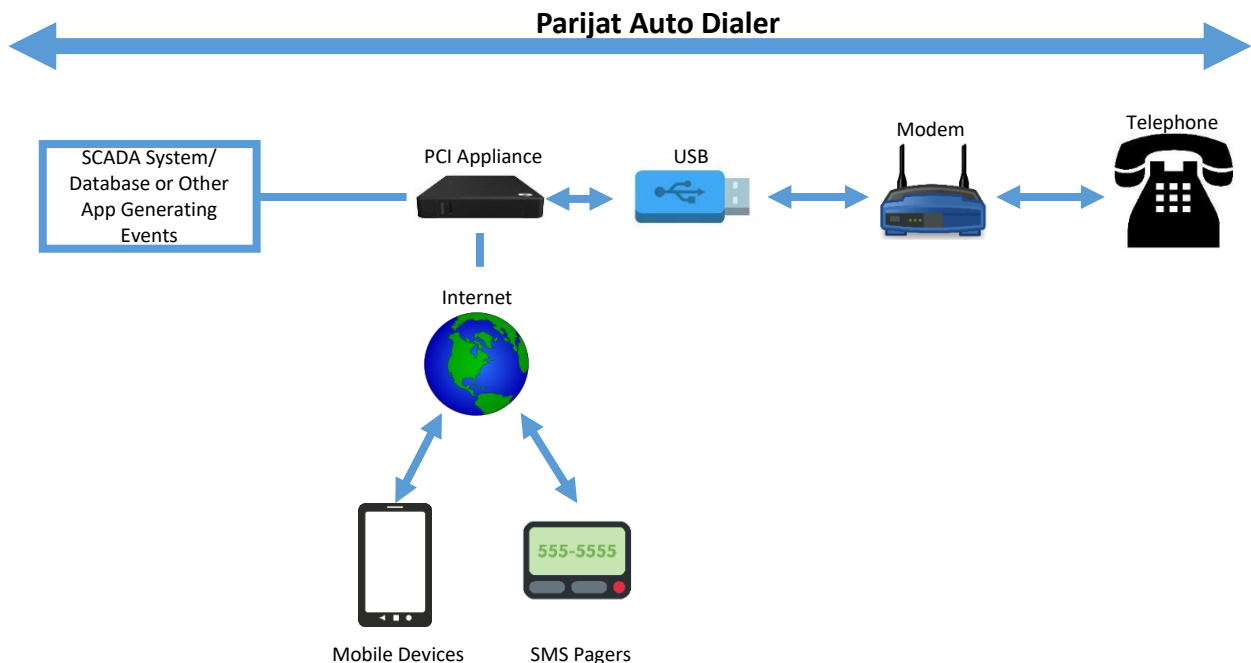 Parijat Auto Dialer
SCADA System/
Database or Other
App Generating
Events
PCI Appliance
USB
Modem
Telephone
Internet
555-5555
Mobile Devices
SMS Pagers